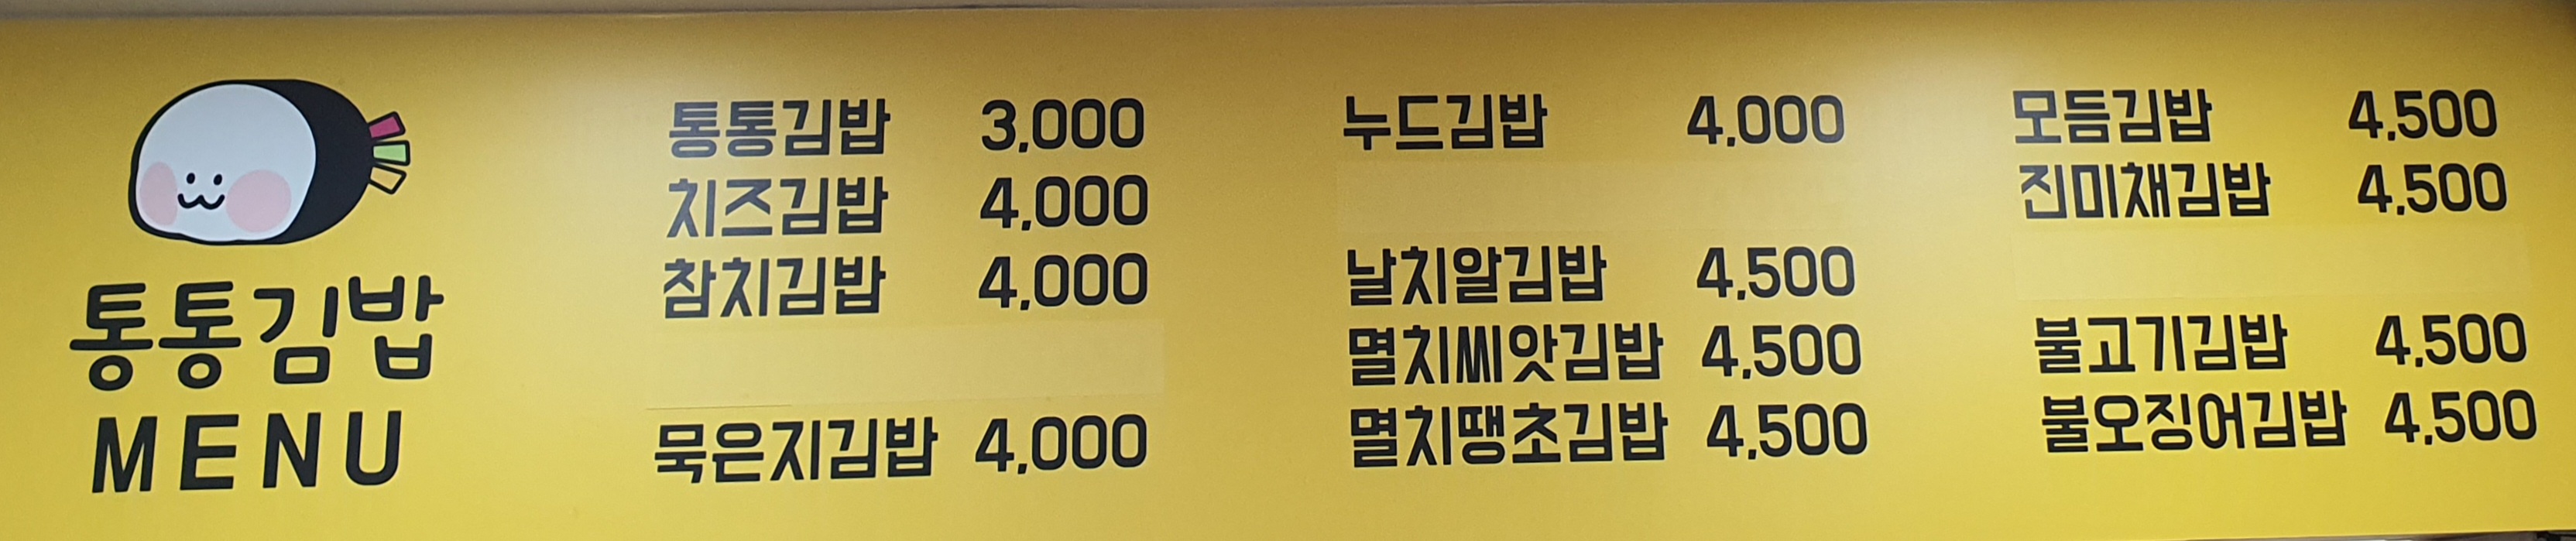 통통김밥
MENU
통통김밥 3,000
치즈김밥 4,000
참치김밥 4,000
묵은지김밥 4,000
누드김밥 4,000
날치알김밥 4,500
멸치씨앗김밥 4,500
멸치땡초김밥 4,500
모듬김밥 4,500
진미채김밥 4,500
불고기김밥 4,500
불오징어김밥 4,500